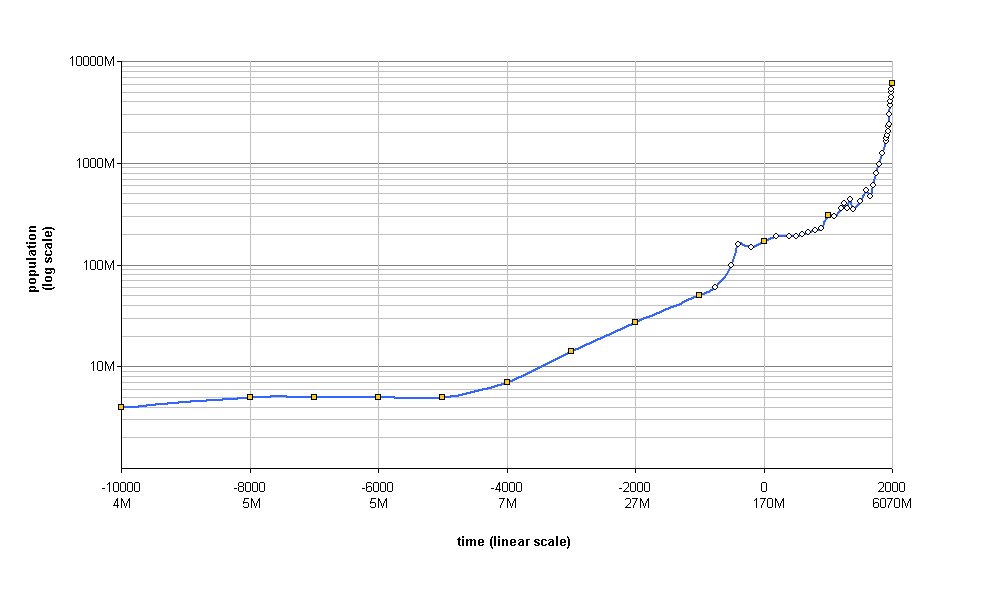 10000M
1000M
100M
10M
population
(log scale)
-10000 -8000 -6000 -4000 -2000 0 2000
4M 5M 5M 7M 27M 170M 6070M
time (linear scale)